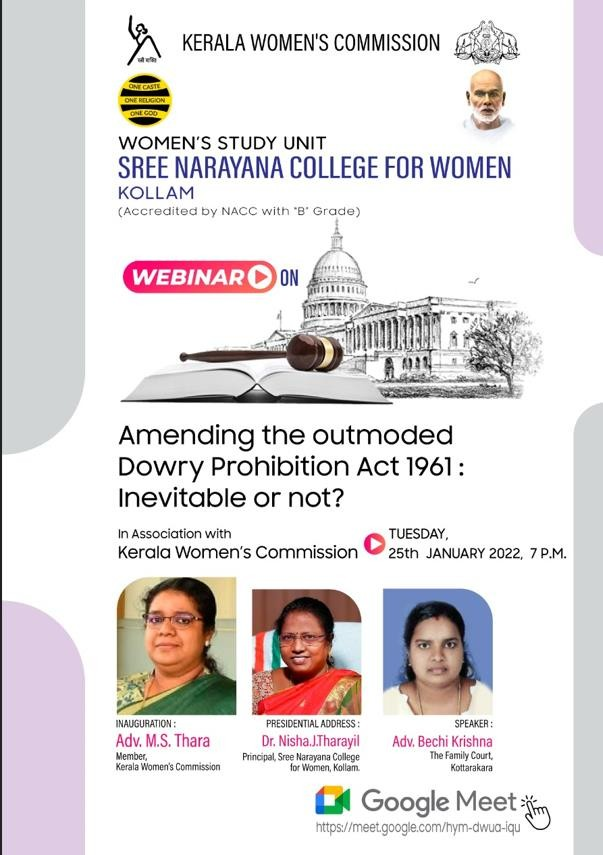 स्त्री शक्ति
KERALA WOMEN'S COMMISSION
ONE CASTE
ONE RELIGION
ONE GOD
WOMEN'S STUDY UNIT
SREE NARAYANA COLLEGE FOR WOMEN
KOLLAM
(Accredited by NACC with "B" Grade)
WEBINAR ON
Amending the outmoded
Dowry Prohibition Act 1961 :
Inevitable or not?
In Association with
Kerala Women's Commission
TUESDAY,
25th JANUARY 2022, 7 P.M.
INAUGURATION :
Adv. M.S. Thara
Member,
Kerala Women's Commission
PRESIDENTIAL ADDRESS :
Dr. Nisha.J.Tharayil
Principal, Sree Narayana College
for Women, Kollam.
SPEAKER :
Adv. Bechi Krishna
The Family Court,
Kottarakara
Google Meet
https://meet.google.com/hym-dwua-iqu